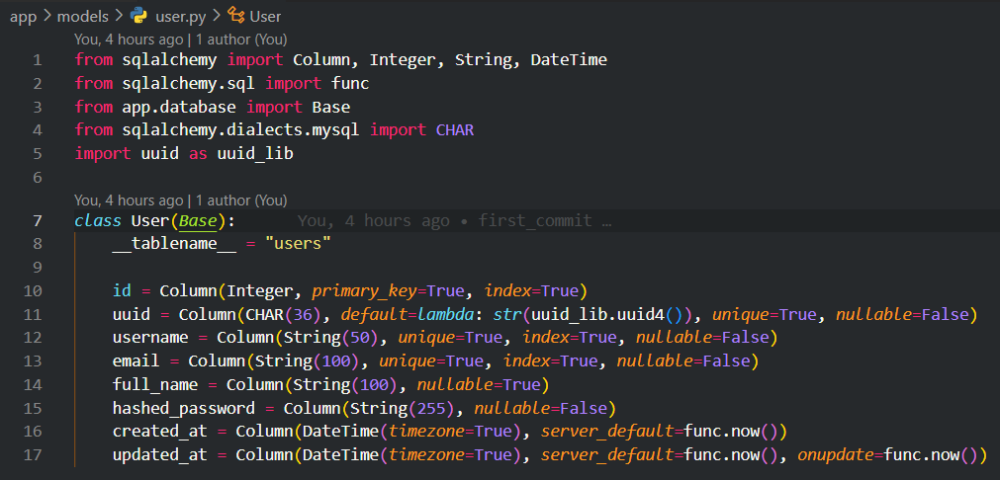 app > models > user.py > User
You, 4 hours ago | 1 author (You)
1 from sqlalchemy import Column, Integer, String, DateTime
2 from sqlalchemy.sql import func
3 from app.database import Base
4 from sqlalchemy.dialects.mysql import CHAR
5 import uuid as uuid_lib
6
You, 4 hours ago | 1 author (You)
7 class User(Base): You, 4 hours ago • first_commit …
8     __tablename__ = "users"
9
10     id = Column(Integer, primary_key=True, index=True)
11     uuid = Column(CHAR(36), default=lambda: str(uuid_lib.uuid4()), unique=True, nullable=False)
12     username = Column(String(50), unique=True, index=True, nullable=False)
13     email = Column(String(100), unique=True, index=True, nullable=False)
14     full_name = Column(String(100), nullable=True)
15     hashed_password = Column(String(255), nullable=False)
16     created_at = Column(DateTime(timezone=True), server_default=func.now())
17     updated_at = Column(DateTime(timezone=True), server_default=func.now(), onupdate=func.now())